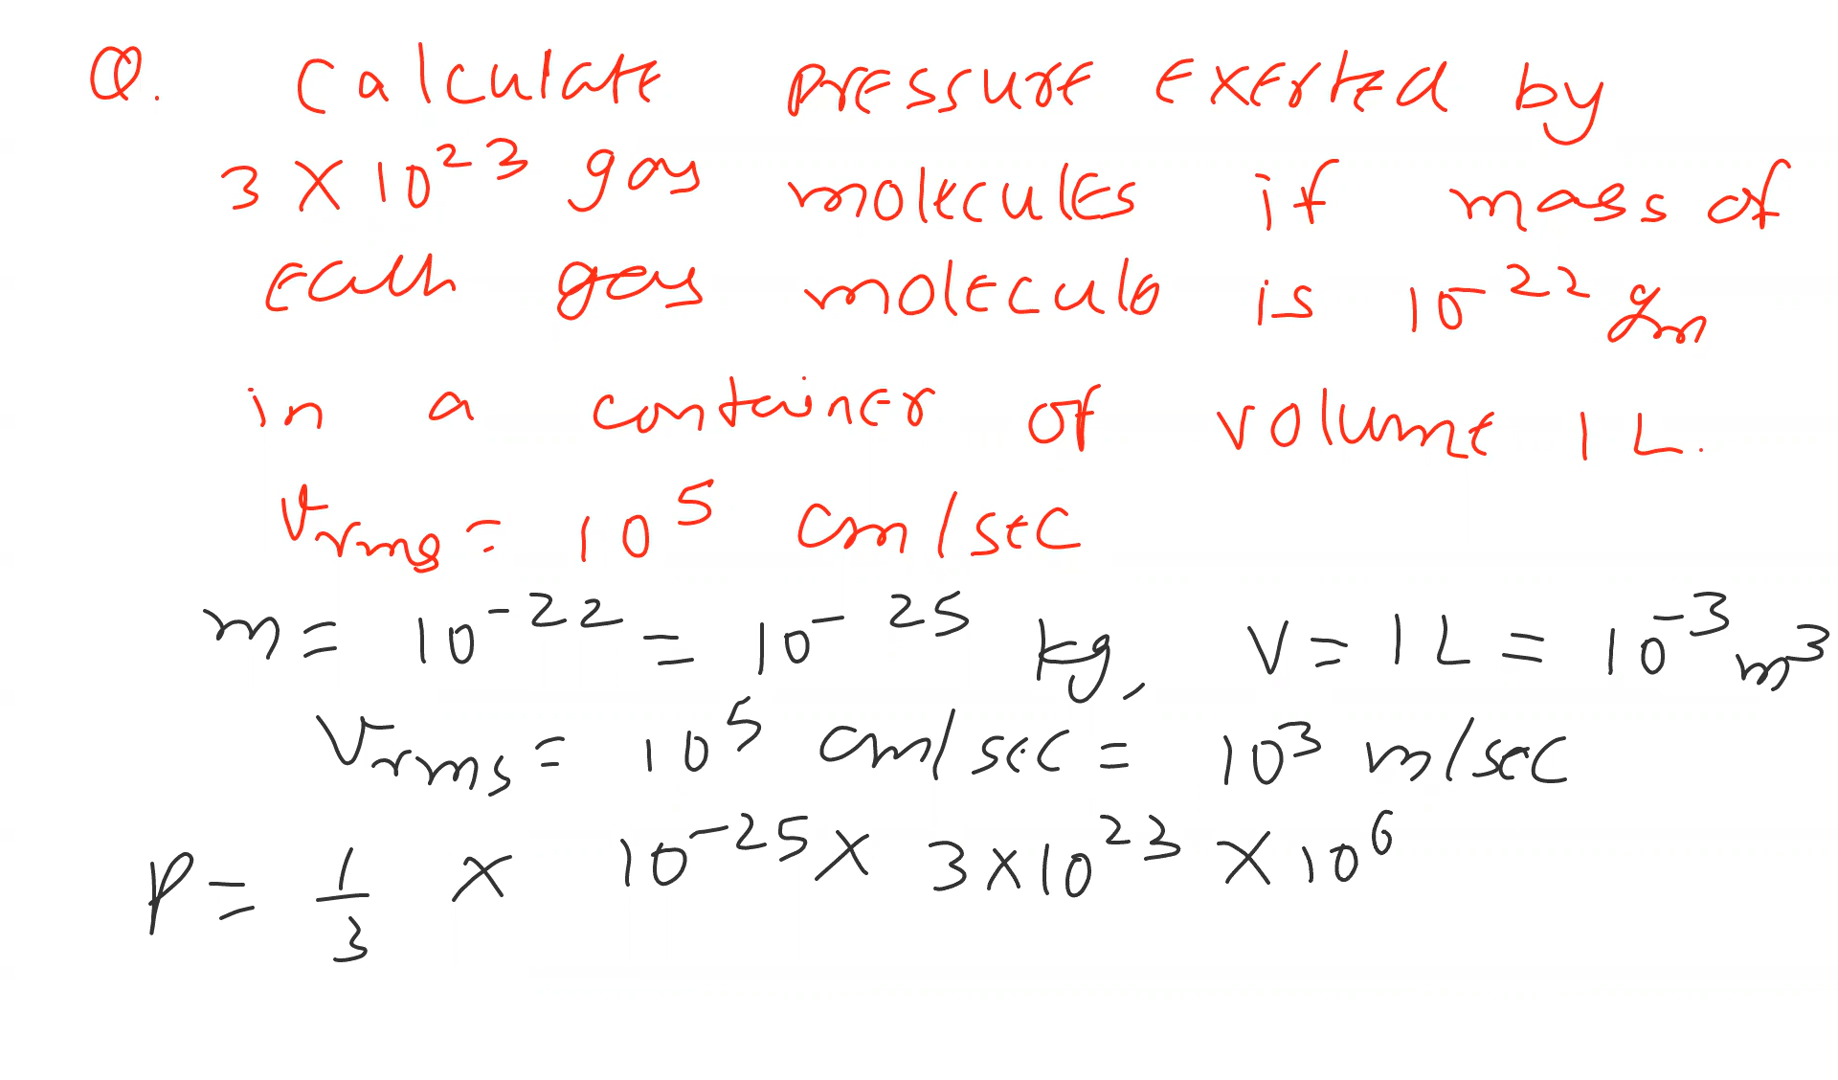 Q. Calculate pressure exerted by
3 × 10²³ gas molecules if mass of
each gas molecule is 10⁻²² gm
in a container of volume 1 L.
Vrms = 10⁵ cm/sec
m = 10⁻²² = 10⁻²⁵ kg, V = 1 L = 10⁻³ m³
Vrms = 10⁵ cm/sec = 10³ m/sec
P = 1/3 × 10⁻²⁵ × 3×10²³ × 10⁶